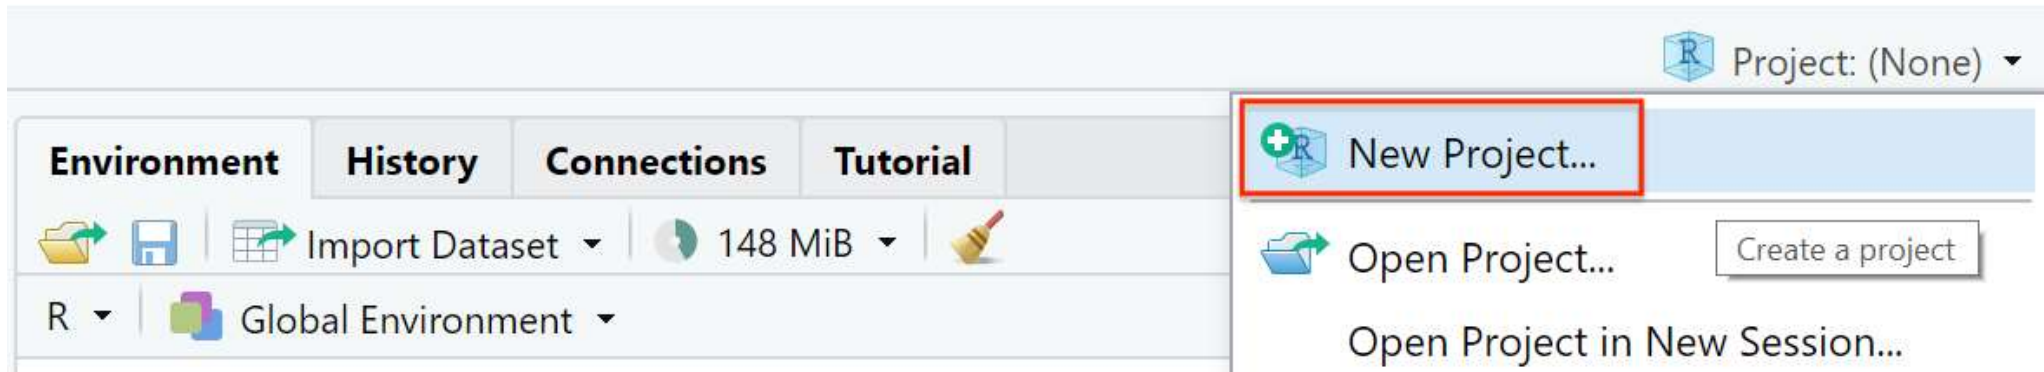 Project: (None)
Environment History Connections Tutorial
New Project...
Import Dataset 148 MiB
Open Project... Create a project
R Global Environment
Open Project in New Session...